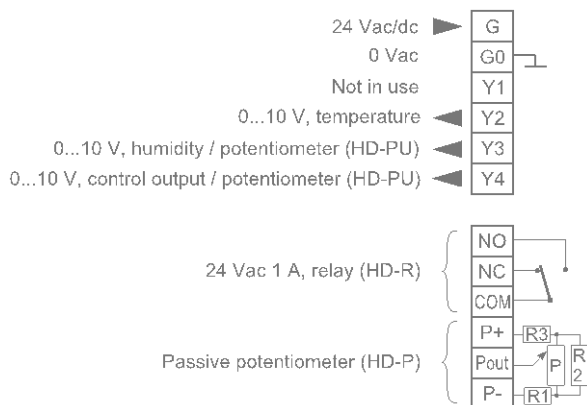 24 Vac/dc G
0 Vac G0
Not in use Y1
0...10 V, temperature Y2
0...10 V, humidity / potentiometer (HD-PU) Y3
0...10 V, control output / potentiometer (HD-PU) Y4
NO
24 Vac 1 A, relay (HD-R) NC
COM
P+ R3
Passive potentiometer (HD-P) Pout P R2
P- R1